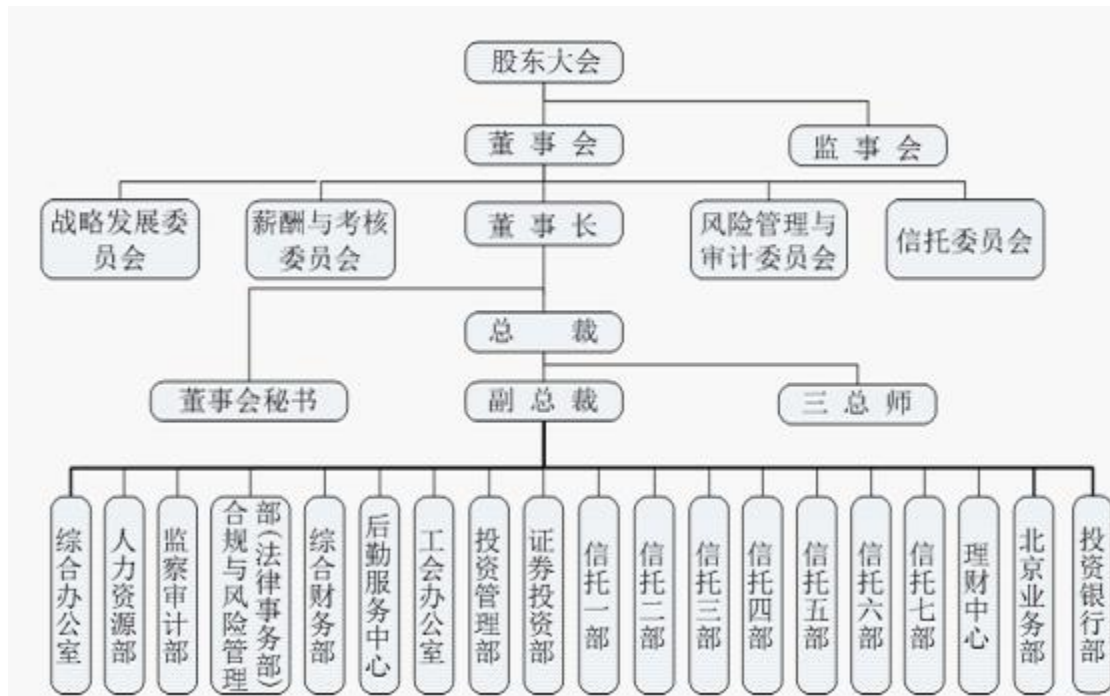 股东大会
董事会
监事会
战略发展委
员会
薪酬与考核
委员会
董事长
风险管理与
审计委员会
信托委员会
总裁
董事会秘书
副总裁
三总师
综合办公室
人力资源部
监察审计部
合规与风险管理
部(法律事务部)
综合财务部
后勤服务中心
工会办公室
投资管理部
证券投资部
信托一部
信托二部
信托三部
信托四部
信托五部
信托六部
信托七部
理财中心
北京业务部
投资银行部